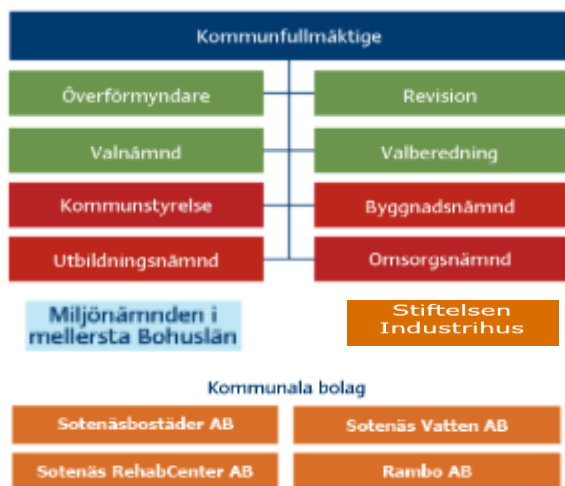 Kommunfullmäktige
Överförmyndare
Revision
Valnämnd
Valberedning
Kommunstyrelse
Byggnadsnämnd
Utbildningsnämnd
Omsorgsnämnd
Miljönämnden i
mellersta Bohuslän
Stiftelsen
Industrihus
Kommunala bolag
Sotenäsbostäder AB
Sotenäs Vatten AB
Sotenäs RehabCenter AB
Rambo AB